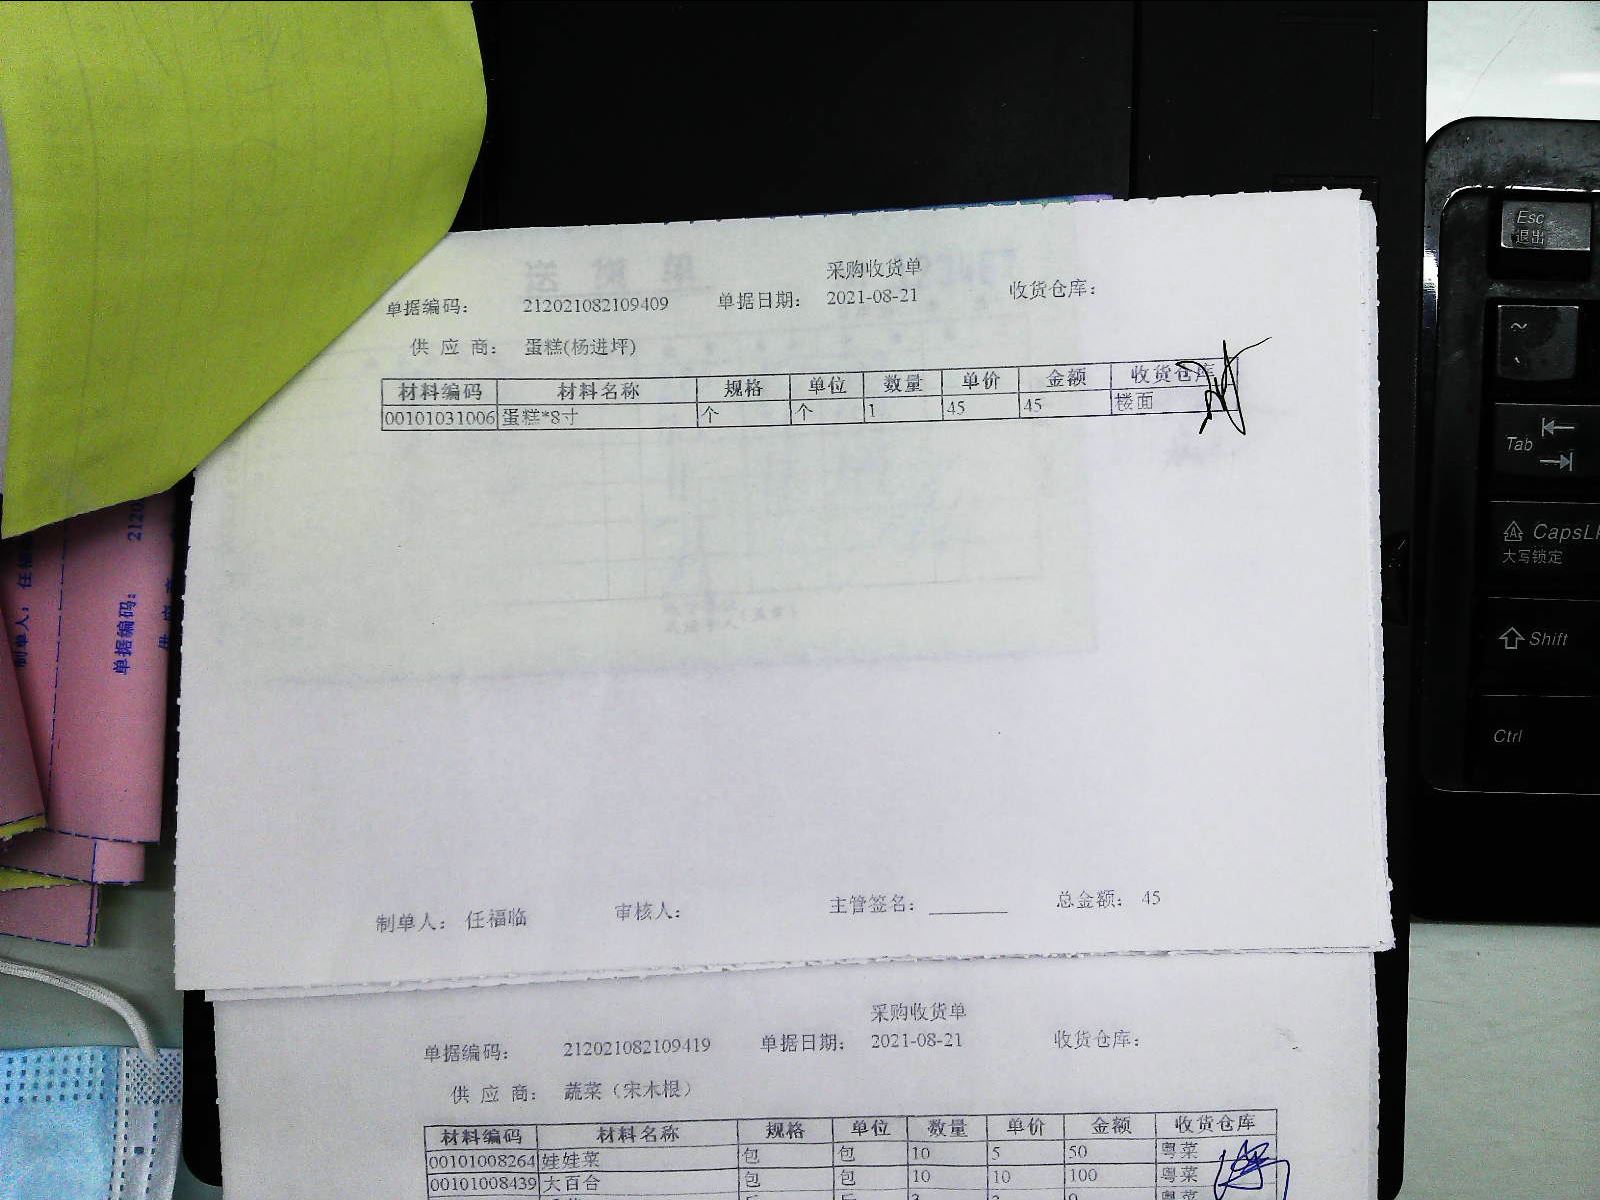 采购收货单
单据编码： 212021082109409 单据日期： 2021-08-21 收货仓库：
供 应 商： 蛋糕(杨进坪)
材料编码 材料名称 规格 单位 数量 单价 金额 收货仓库
00101031006 蛋糕*8寸 个 个 1 45 45 楼面
制单人： 任福临 审核人： 主管签名： 总金额： 45
采购收货单
单据编码： 212021082109419 单据日期： 2021-08-21 收货仓库：
供 应 商： 蔬菜（宋木根）
材料编码 材料名称 规格 单位 数量 单价 金额 收货仓库
00101008264 娃娃菜 包 包 10 5 50 粤菜
00101008439 大百合 包 包 10 10 100 粤菜
送 货 单
制单人： 任福
单据编码： 2120
供 应 商
Esc
退出
~
Tab
CapsL
大写锁定
Shift
Ctrl